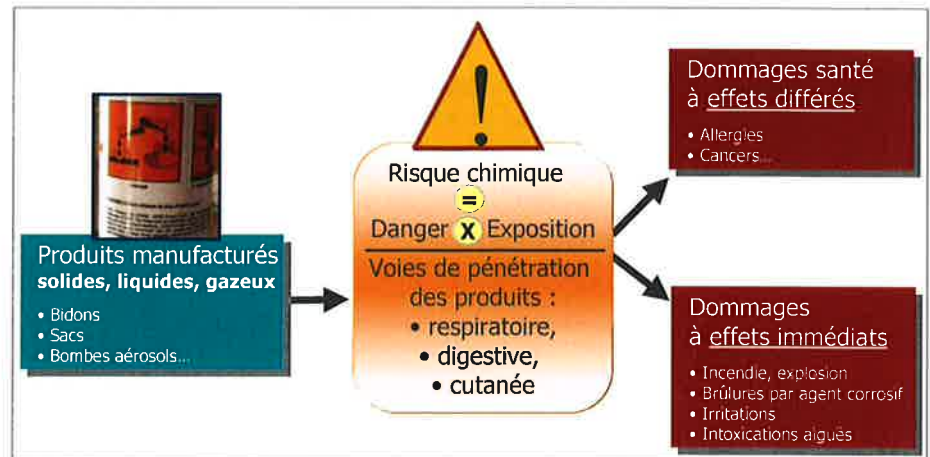 Produits manufacturés
solides, liquides, gazeux
• Bidons
• Sacs
• Bombes aérosols...
!
Risque chimique
=
Danger X Exposition
Voies de pénétration
des produits :
• respiratoire,
• digestive,
• cutanée
Dommages santé
à effets différés
• Allergies
• Cancers...
Dommages
à effets immédiats
• Incendie, explosion
• Brûlures par agent corrosif
• Irritations
• Intoxications aiguës